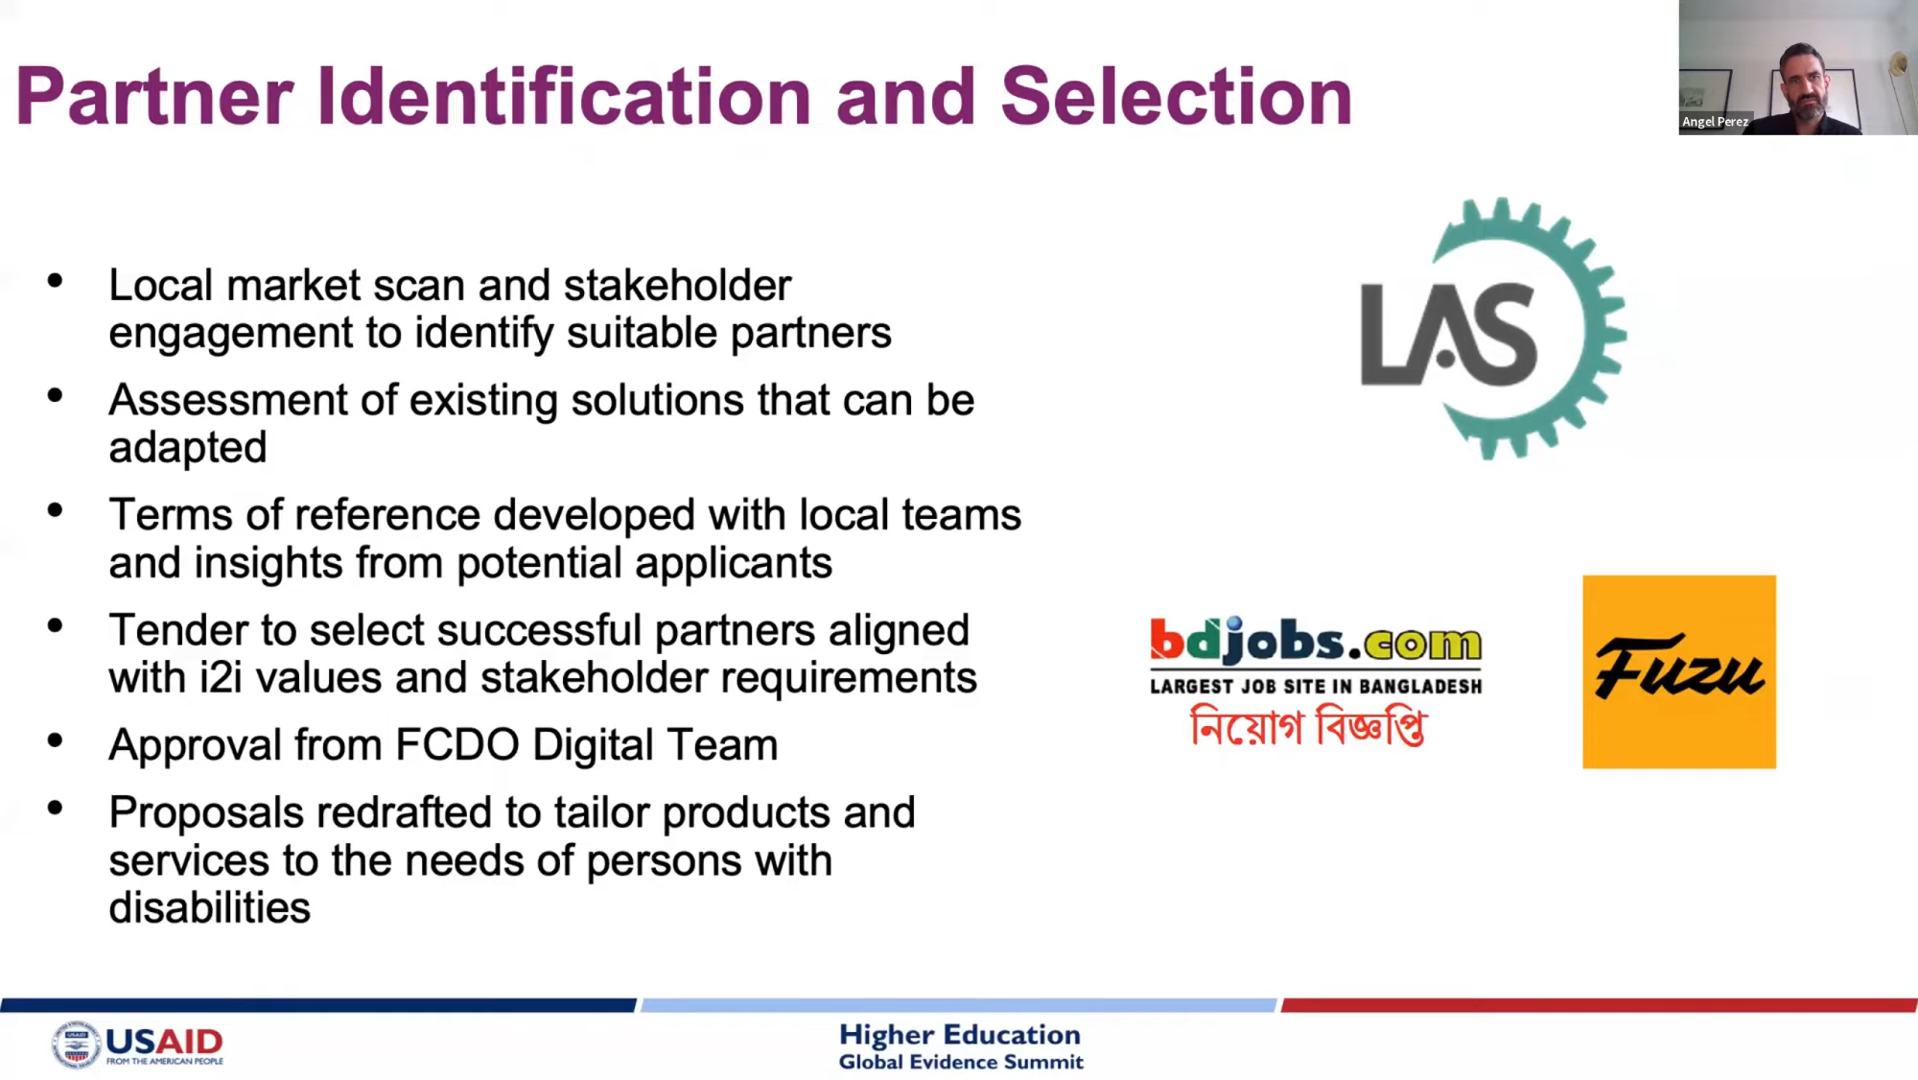 Partner Identification and Selection
Angel Perez
• Local market scan and stakeholder
engagement to identify suitable partners
• Assessment of existing solutions that can be
adapted
• Terms of reference developed with local teams
and insights from potential applicants
• Tender to select successful partners aligned
with i2i values and stakeholder requirements
• Approval from FCDO Digital Team
• Proposals redrafted to tailor products and
services to the needs of persons with
disabilities
LAS
bdjobs.com
LARGEST JOB SITE IN BANGLADESH
নিয়োগ বিজ্ঞপ্তি
Fuzu
USAID
FROM THE AMERICAN PEOPLE
Higher Education
Global Evidence Summit